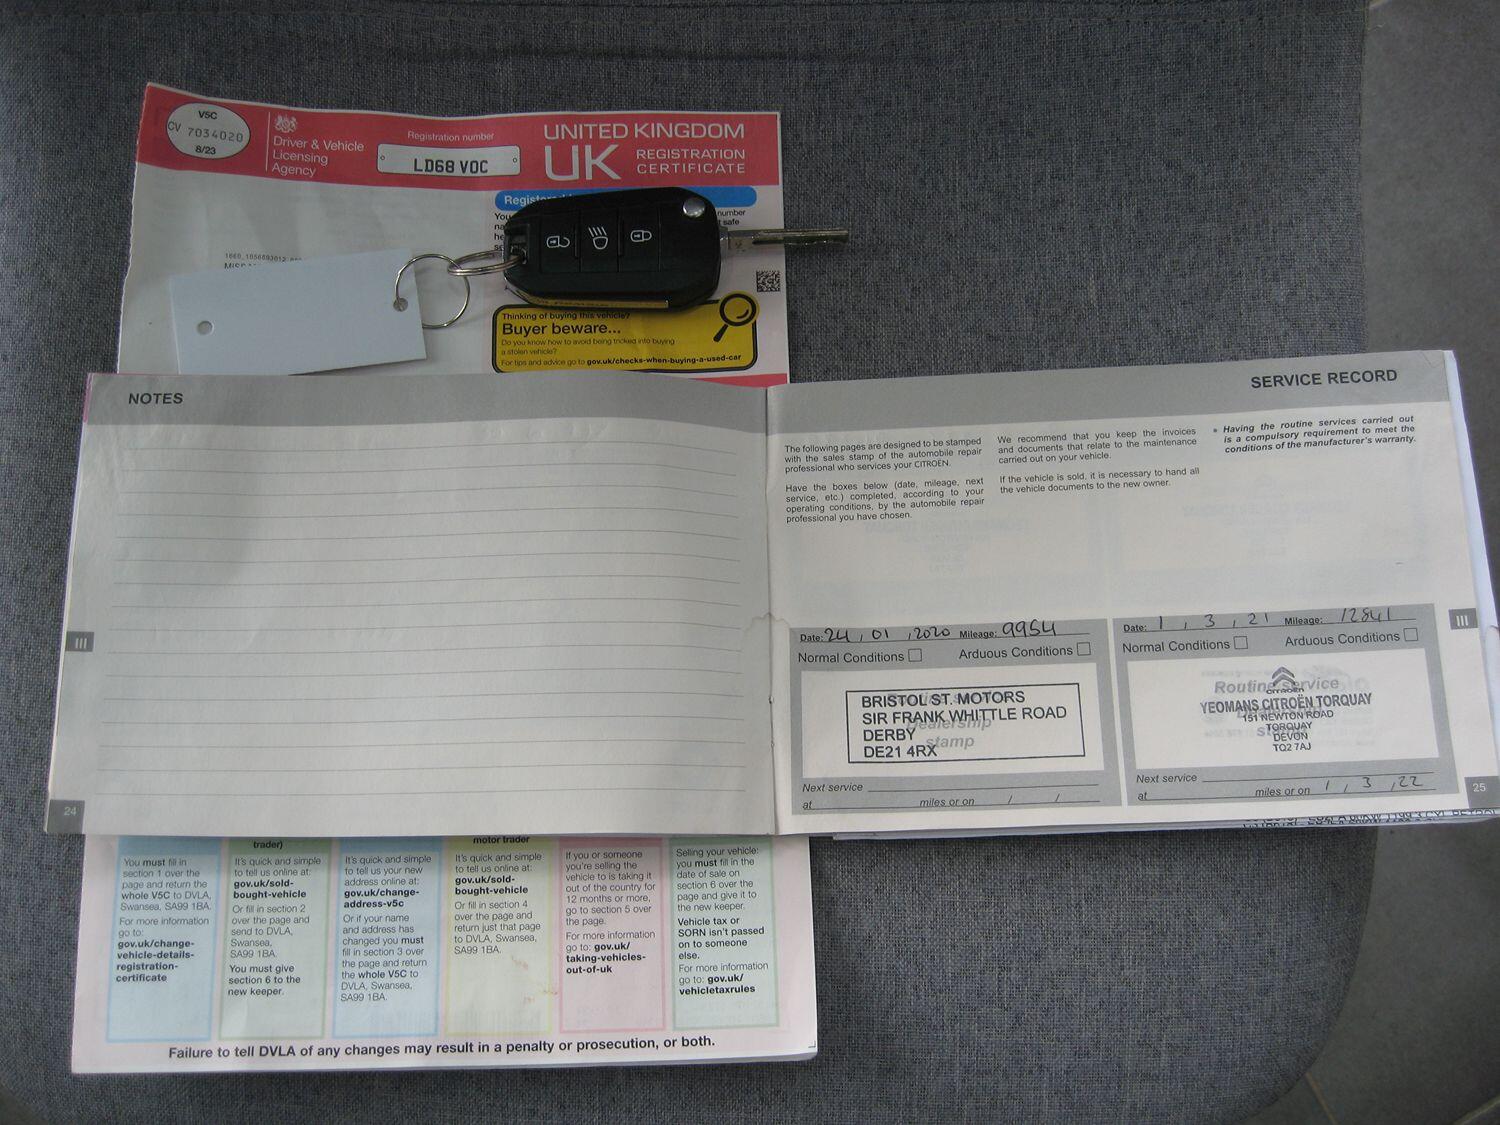 V5C
CV 7034020
8/23
Driver & Vehicle
Licensing
Agency
Registration number
LD68 VOC
UNITED KINGDOM
UK REGISTRATION
CERTIFICATE
number
safe
Thinking of buying this vehicle?
Buyer beware...
Do you know how to avoid being tricked into buying
a stolen vehicle?
For tips and advice go to gov.uk/checks-when-buying-a-used-car
NOTES
III
24
SERVICE RECORD
The following pages are designed to be stamped
with the sales stamp of the automobile repair
professional who services your CITROËN.
Have the boxes below (date, mileage, next
service, etc.) completed, according to your
operating conditions, by the automobile repair
professional you have chosen.
We recommend that you keep the invoices
and documents that relate to the maintenance
carried out on your vehicle.
If the vehicle is sold, it is necessary to hand all
the vehicle documents to the new owner.
• Having the routine services carried out
is a compulsory requirement to meet the
conditions of the manufacturer's warranty.
III
Date: 24 , 01 , 2020 Mileage: 9954
Normal Conditions Arduous Conditions
BRISTOL ST. MOTORS
SIR FRANK WHITTLE ROAD
DERBY
DE21 4RX
Dealership
stamp
Next service
at miles or on / /
Date: 1 , 3 , 21 Mileage: 12841
Normal Conditions Arduous Conditions
Routine service
CITROËN
YEOMANS CITROËN TORQUAY
151 NEWTON ROAD
TORQUAY
DEVON
TQ2 7AJ
Next service
at miles or on 1 , 3 , 22
25
trader)
motor trader
You must fill in
section 1 over the
page and return the
whole V5C to DVLA,
Swansea, SA99 1BA.
For more information
go to:
gov.uk/change-
vehicle-details-
registration-
certificate
It's quick and simple
to tell us online at:
gov.uk/sold-
bought-vehicle
Or fill in section 2
over the page and
send to DVLA,
Swansea,
SA99 1BA.
You must give
section 6 to the
new keeper.
It's quick and simple
to tell us your new
address online at:
gov.uk/change-
address-v5c
Or if your name
and address has
changed you must
fill in section 3 over
the page and return
the whole V5C to
DVLA, Swansea,
SA99 1BA.
It's quick and simple
to tell us online at:
gov.uk/sold-
bought-vehicle
Or fill in section 4
over the page and
return just that page
to DVLA, Swansea,
SA99 1BA.
If you or someone
you're selling the
vehicle to is taking it
out of the country for
12 months or more,
go to section 5 over
the page.
For more information
go to: gov.uk/
taking-vehicles-
out-of-uk
Selling your vehicle:
you must fill in the
date of sale on
section 6 over the
page and give it to
the new keeper.
Vehicle tax or
SORN isn't passed
on to someone
else.
For more information
go to: gov.uk/
vehicletaxrules
Failure to tell DVLA of any changes may result in a penalty or prosecution, or both.